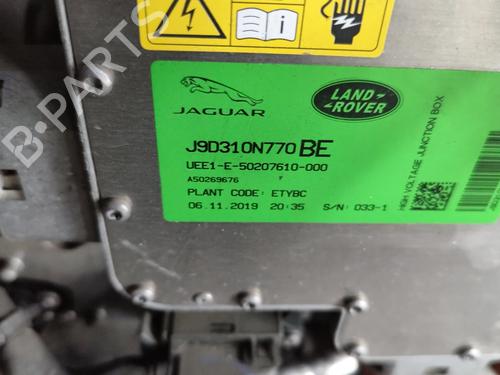 JAGUAR
LAND
ROVER
J9D310N770 BE
UEE1-E-50207610-000
A50269676
PLANT CODE: ETYBC
06.11.2019 20:35 S/N: 033-1
HIGH VOLTAGE JUNCTION BOX
B-PARTS